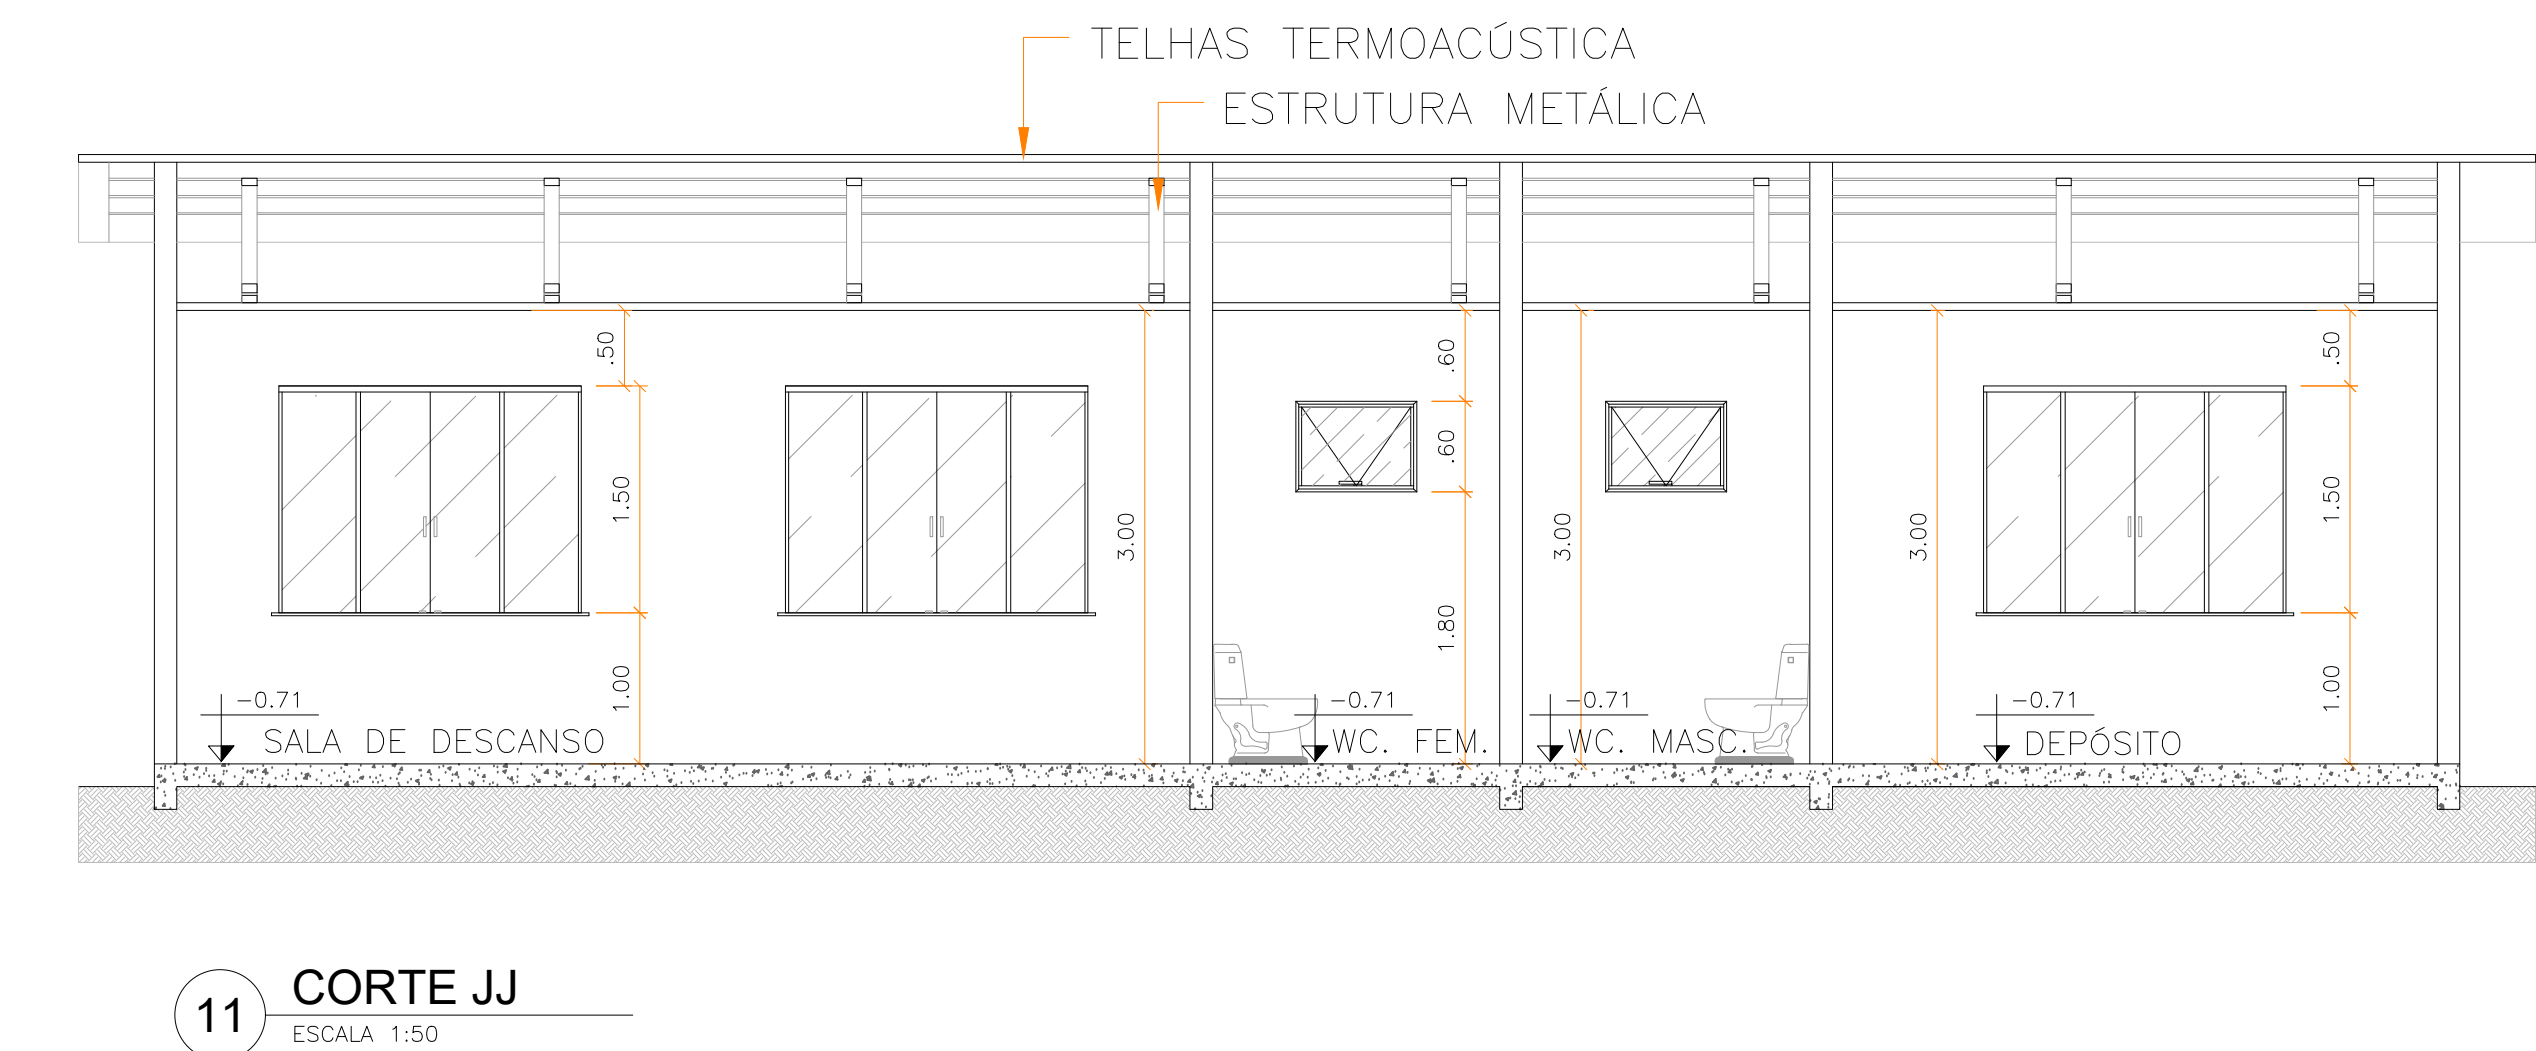 TELHAS TERMOACÚSTICA
ESTRUTURA METÁLICA
.50
1.50
1.00
3.00
.60
.60
1.80
3.00
3.00
.50
1.50
1.00
-0.71
SALA DE DESCANSO
-0.71
WC. FEM.
-0.71
WC. MASC.
-0.71
DEPÓSITO
11
CORTE JJ
ESCALA 1:50